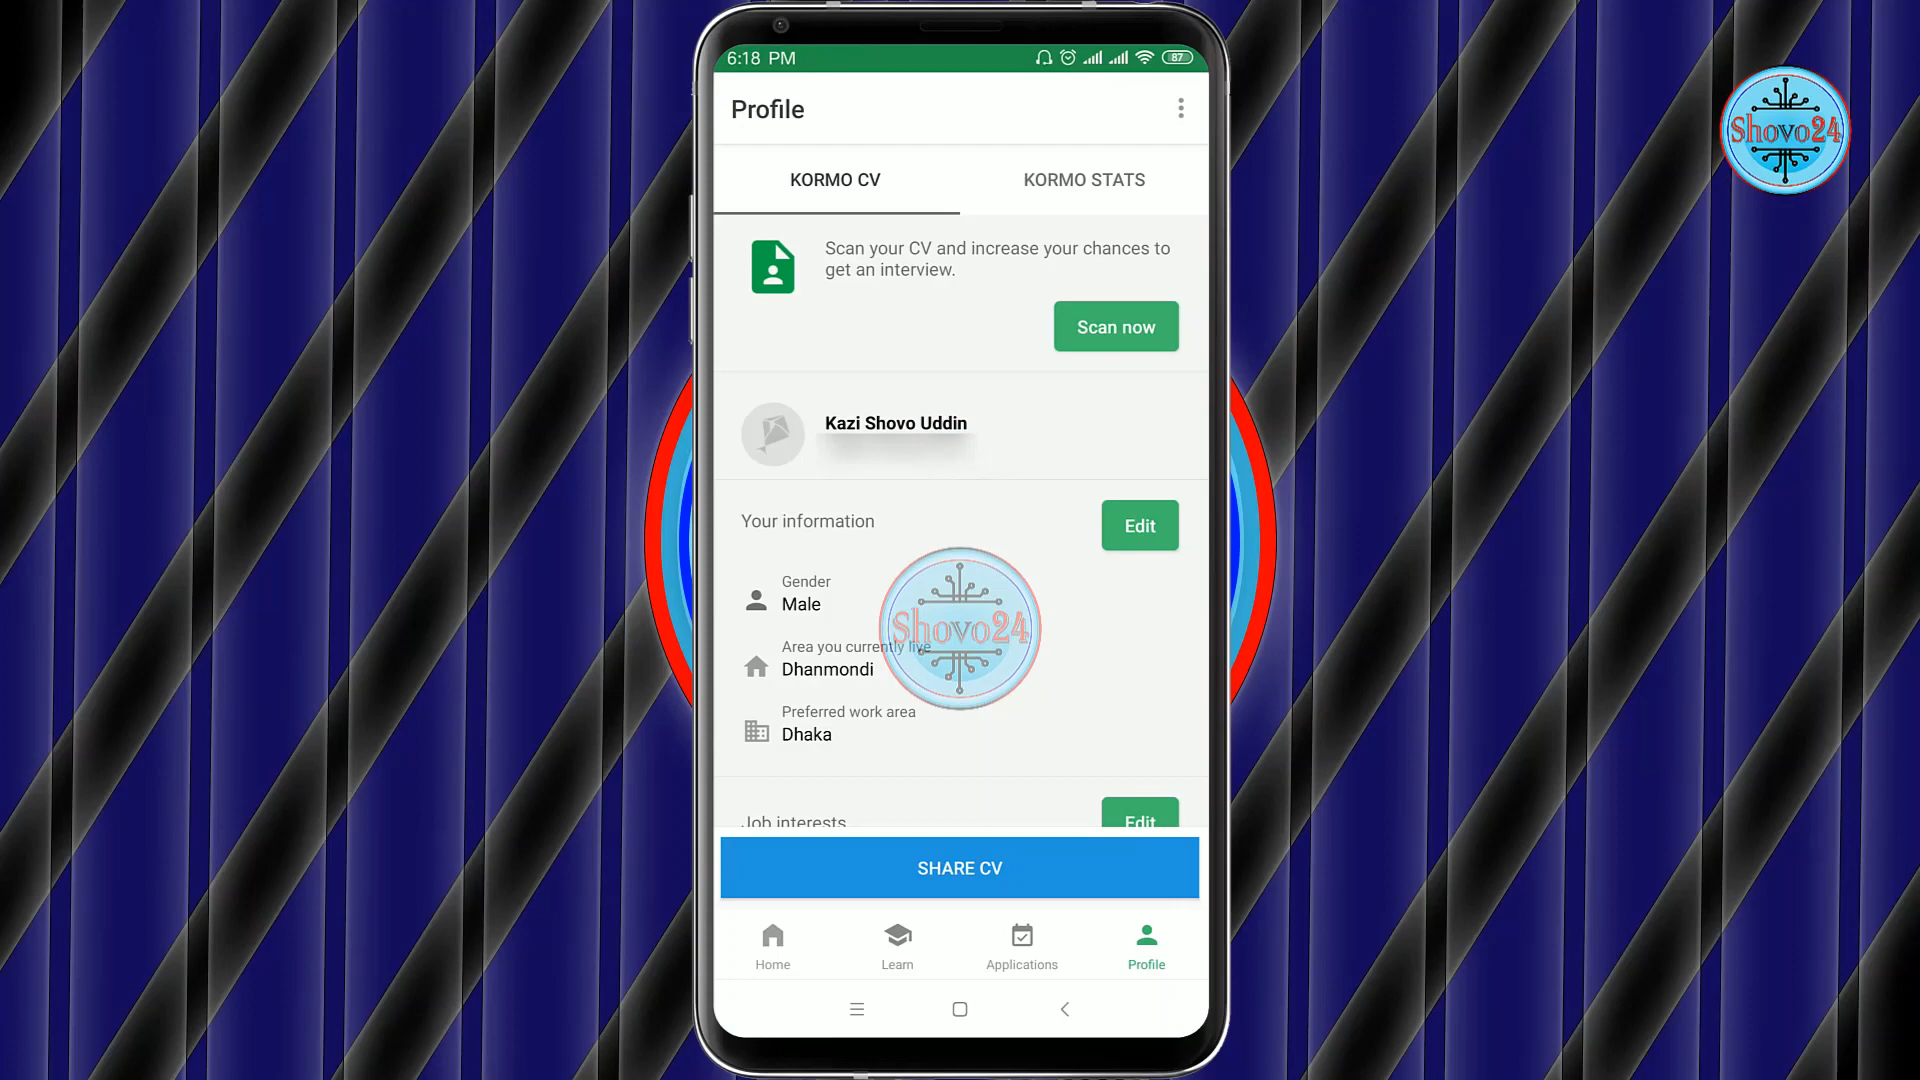 6:18 PM
87
Profile
Shovo24
KORMO CV
KORMO STATS
Scan your CV and increase your chances to
get an interview.
Scan now
Kazi Shovo Uddin
Your information
Edit
Gender
Male
Shovo24
Area you currently live
Dhanmondi
Preferred work area
Dhaka
Job interests
Edit
SHARE CV
Home
Learn
Applications
Profile